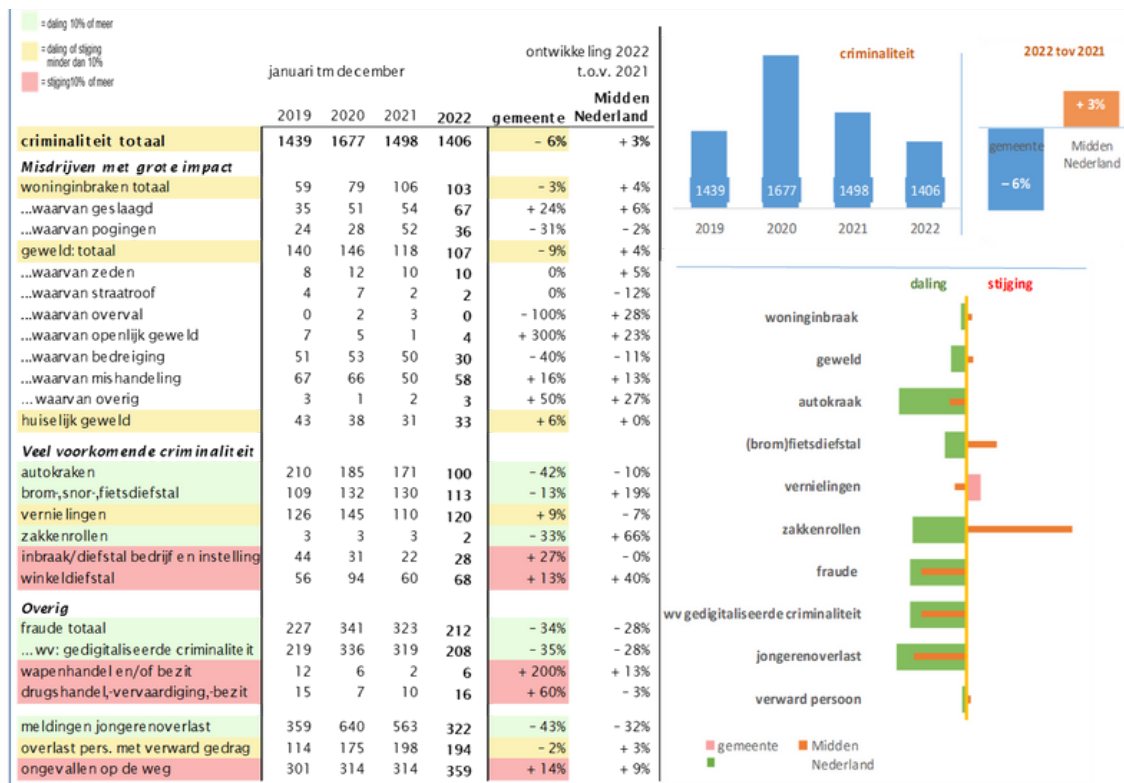 = daling 10% of meer
= daling of stijging
minder dan 10%
= stijging10% of meer
januari tm december
ontwikkeling 2022
t.o.v. 2021
2019 2020 2021 2022 gemeente Midden Nederland
criminaliteit totaal 1439 1677 1498 1406 - 6% + 3%
Misdrijven met grote impact
woninginbraken totaal 59 79 106 103 - 3% + 4%
...waarvan geslaagd 35 51 54 67 + 24% + 6%
...waarvan pogingen 24 28 52 36 - 31% - 2%
geweld: totaal 140 146 118 107 - 9% + 4%
...waarvan zeden 8 12 10 10 0% + 5%
...waarvan straatroof 4 7 2 2 0% - 12%
...waarvan overval 0 2 3 0 - 100% + 28%
...waarvan openlijk geweld 7 5 1 4 + 300% + 23%
...waarvan bedreiging 51 53 50 30 - 40% - 11%
...waarvan mishandeling 67 66 50 58 + 16% + 13%
... waarvan overig 3 1 2 3 + 50% + 27%
huiselijk geweld 43 38 31 33 + 6% + 0%
Veel voorkomende criminaliteit
autokraken 210 185 171 100 - 42% - 10%
brom-,snor-,fietsdiefstal 109 132 130 113 - 13% + 19%
vernielingen 126 145 110 120 + 9% - 7%
zakkenrollen 3 3 3 2 - 33% + 66%
inbraak/diefstal bedrijf en instelling 44 31 22 28 + 27% - 0%
winkeldiefstal 56 94 60 68 + 13% + 40%
Overig
fraude totaal 227 341 323 212 - 34% - 28%
... wv: gedigitaliseerde criminaliteit 219 336 319 208 - 35% - 28%
wapenhandel en/of bezit 12 6 2 6 + 200% + 13%
drugshandel,-vervaardiging,-bezit 15 7 10 16 + 60% - 3%
meldingen jongerenoverlast 359 640 563 322 - 43% - 32%
overlast pers. met verward gedrag 114 175 198 194 - 2% + 3%
ongevallen op de weg 301 314 314 359 + 14% + 9%
criminaliteit
1439 1677 1498 1406
2019 2020 2021 2022
2022 tov 2021
+ 3%
gemeente Midden
Nederland
- 6%
daling stijging
woninginbraak
geweld
autokraak
(brom)fietsdiefstal
vernielingen
zakkenrollen
fraude
wv gedigitaliseerde criminaliteit
jongerenoverlast
verward persoon
gemeente Midden
Nederland